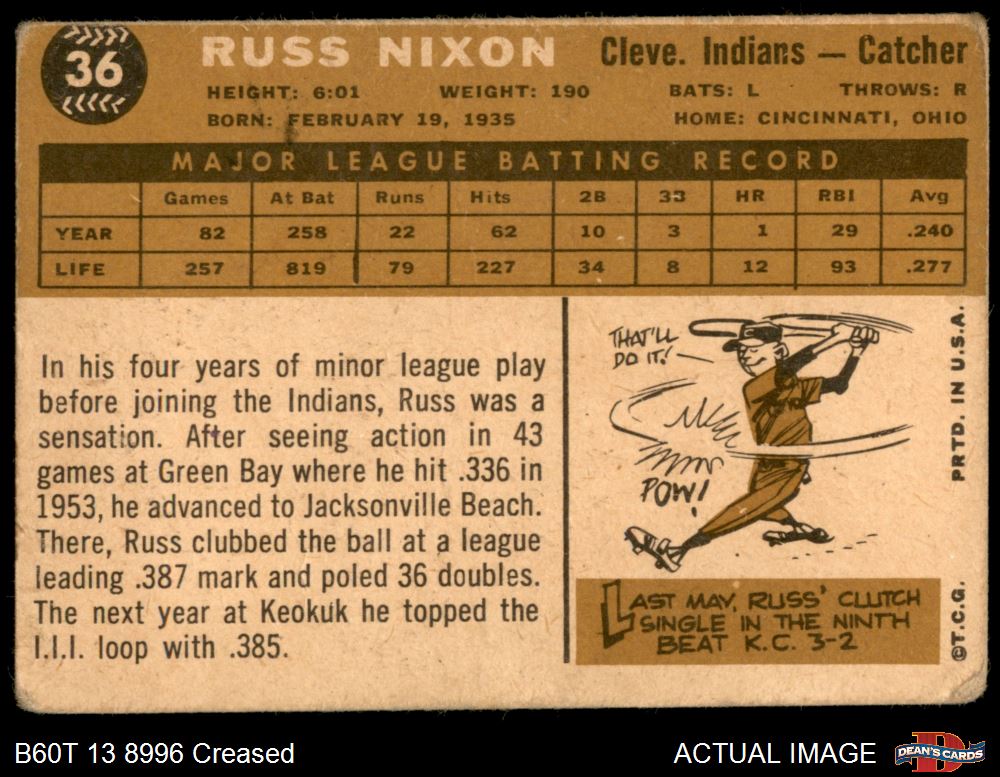 36
RUSS NIXON
Cleve. Indians — Catcher
HEIGHT: 6:01 WEIGHT: 190 BATS: L THROWS: R
BORN: FEBRUARY 19, 1935 HOME: CINCINNATI, OHIO
MAJOR LEAGUE BATTING RECORD
Games At Bat Runs Hits 2B 33 HR RBI Avg
YEAR 82 258 22 62 10 3 1 29 .240
LIFE 257 819 79 227 34 8 12 93 .277
In his four years of minor league play
before joining the Indians, Russ was a
sensation. After seeing action in 43
games at Green Bay where he hit .336 in
1953, he advanced to Jacksonville Beach.
There, Russ clubbed the ball at a league
leading .387 mark and poled 36 doubles.
The next year at Keokuk he topped the
I.I.I. loop with .385.
THAT'LL
DO IT!
POW!
LAST MAY, RUSS' CLUTCH
SINGLE IN THE NINTH
BEAT K.C. 3-2
PRTD. IN U.S.A.
©T.C.G.
B60T 13 8996 Creased
ACTUAL IMAGE
DEAN'S CARDS